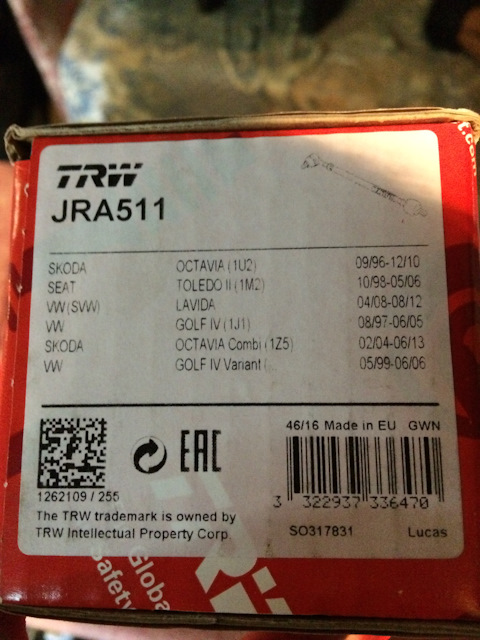 TRW
JRA511
SKODA OCTAVIA (1U2) 09/96-12/10
SEAT TOLEDO II (1M2) 10/98-05/06
VW (SVW) LAVIDA 04/08-08/12
VW GOLF IV (1J1) 08/97-06/05
SKODA OCTAVIA Combi (1Z5) 02/04-06/13
VW GOLF IV Variant (.. 05/99-06/06
46/16 Made in EU GWN
EAC
1262109 / 255
3 322937 336470
The TRW trademark is owned by
TRW Intellectual Property Corp.
SO317831 Lucas
Global
Safety